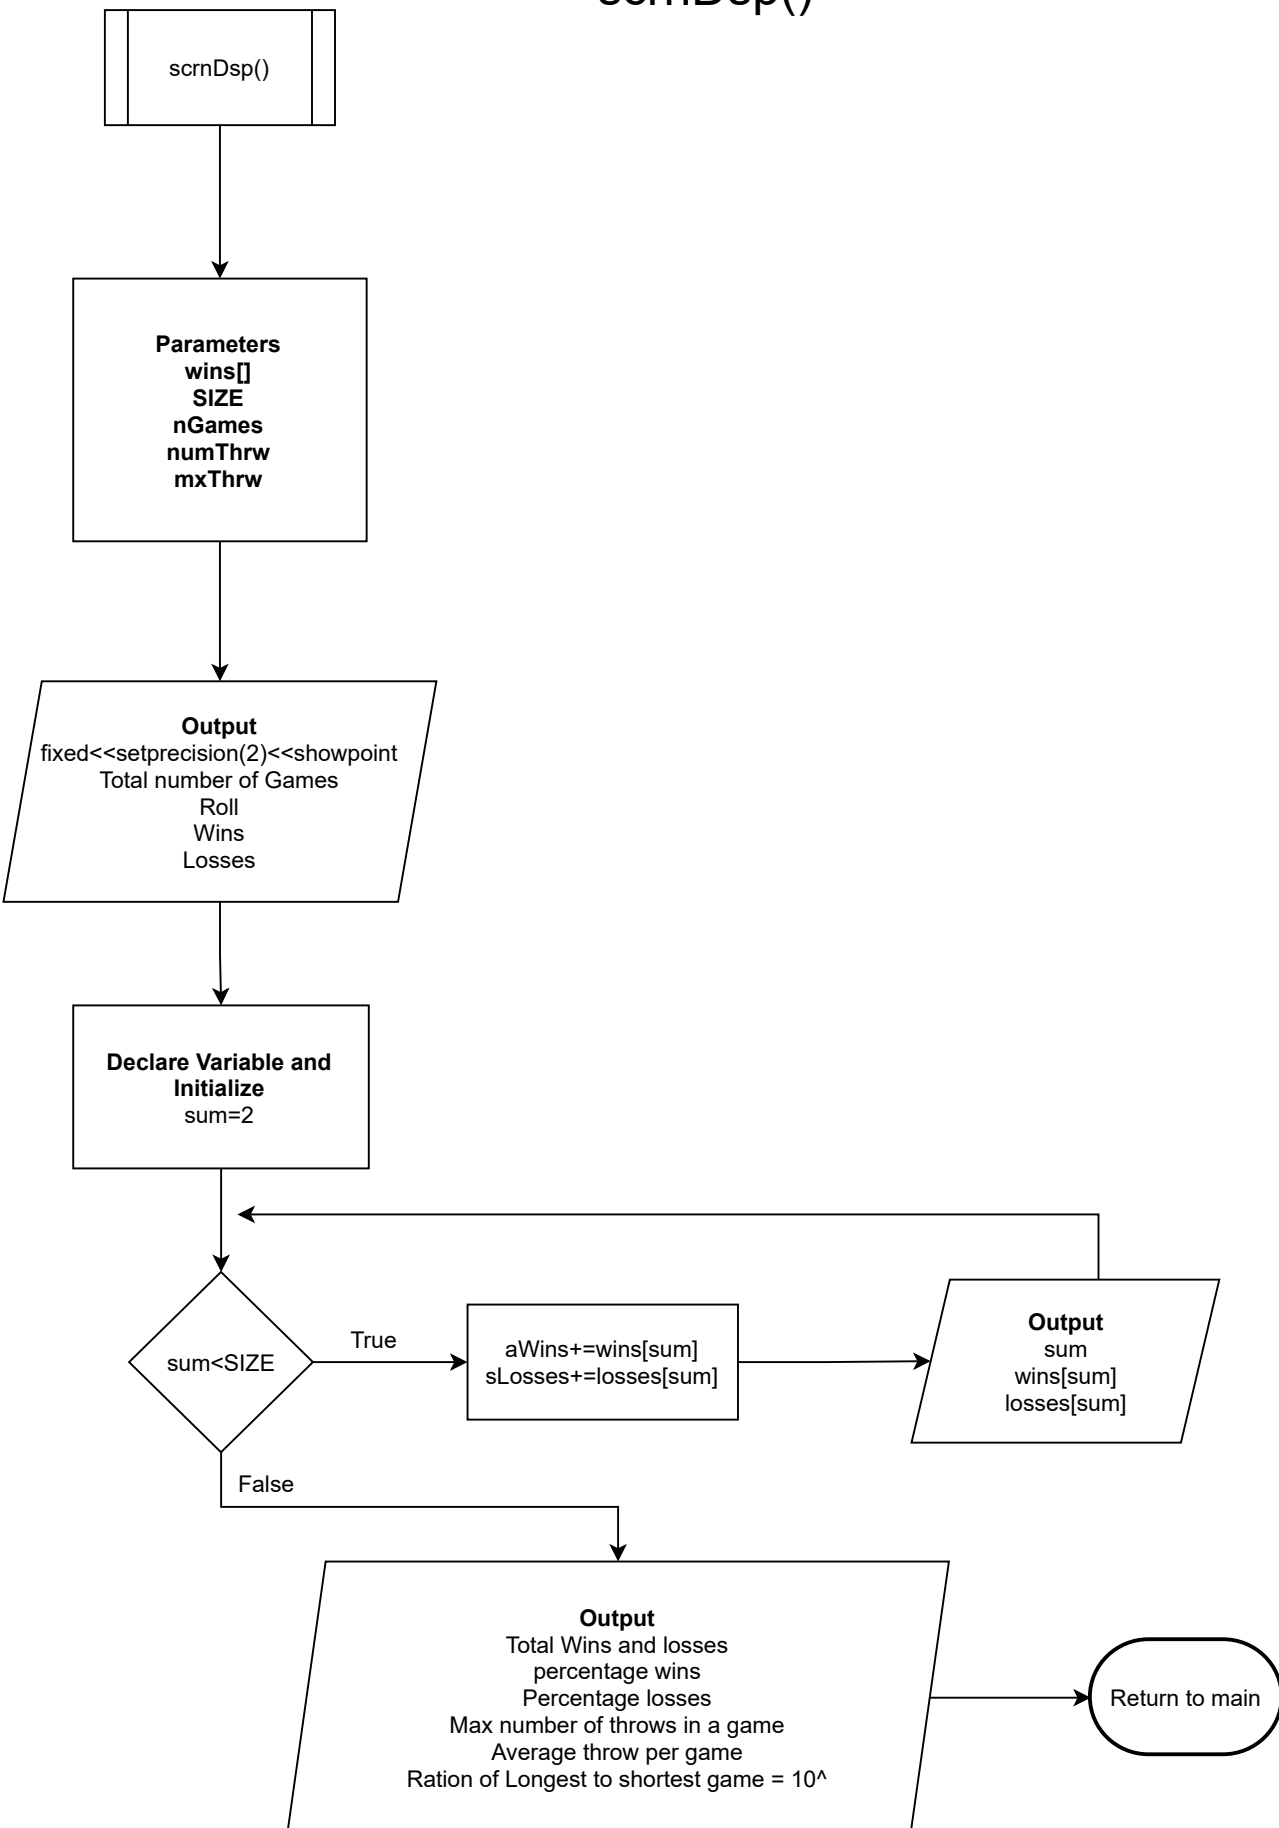 scrnDsp()
scrnDsp()
Parameters
wins[]
SIZE
nGames
numThrw
mxThrw
Output
fixed<<setprecision(2)<<showpoint
Total number of Games
Roll
Wins
Losses
Declare Variable and
Initialize
sum=2
sum<SIZE
True
aWins+=wins[sum]
sLosses+=losses[sum]
Output
sum
wins[sum]
losses[sum]
False
Output
Total Wins and losses
percentage wins
Percentage losses
Max number of throws in a game
Average throw per game
Ration of Longest to shortest game = 10^
Return to main